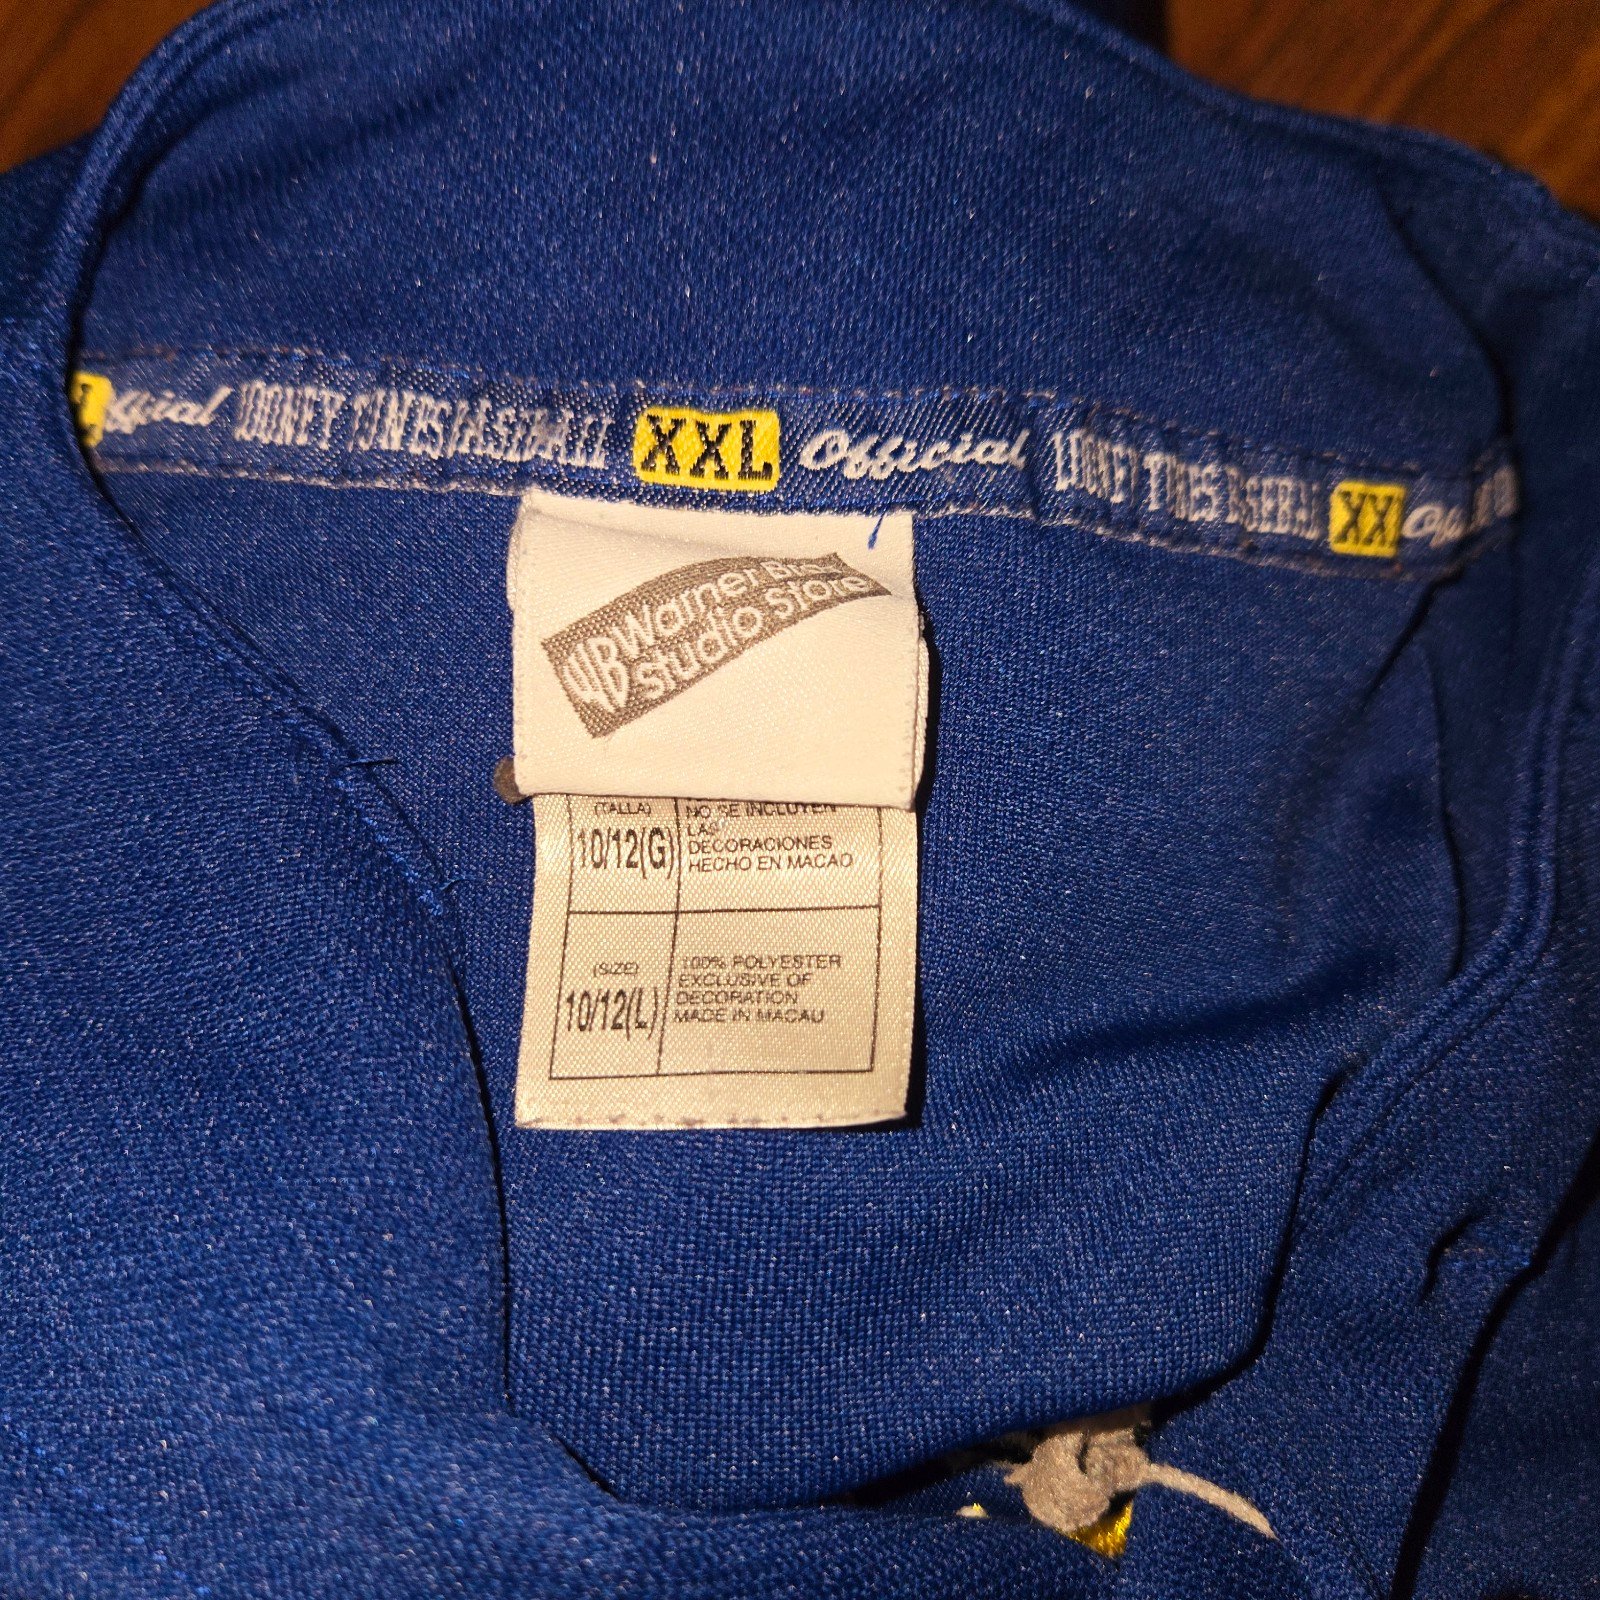 Official LOONEY TUNES BASEBALL XXL Official LOONEY TUNES BASEBALL XX
WB Warner Bros.
Studio Store
(TALLA)
10/12(G)
NO SE INCLUYEN
LAS
DECORACIONES
HECHO EN MACAO
(SIZE)
10/12(L)
100% POLYESTER
EXCLUSIVE OF
DECORATION
MADE IN MACAU